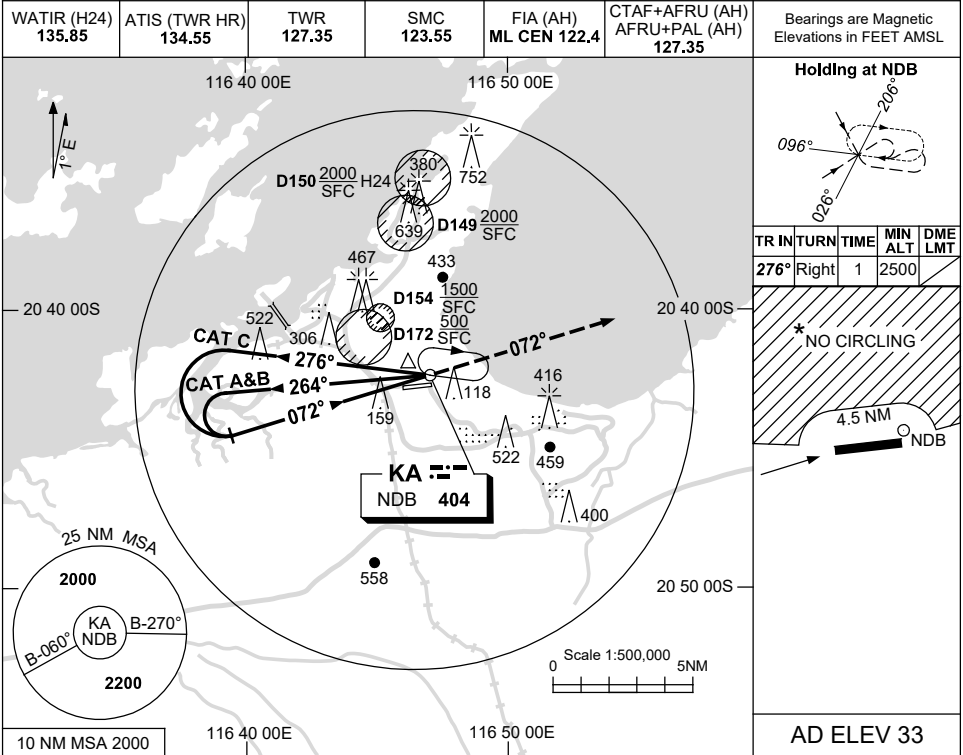 WATIR (H24)
135.85
ATIS (TWR HR)
134.55
TWR
127.35
SMC
123.55
FIA (AH)
ML CEN 122.4
CTAF+AFRU (AH)
AFRU+PAL (AH)
127.35
Bearings are Magnetic
Elevations in FEET AMSL
116 40 00E
116 50 00E
1° E
D150 2000
SFC
H24
380
752
639
D149 2000
SFC
467
433
20 40 00S
20 40 00S
D154 1500
SFC
522
306
D172 500
SFC
CAT C
276°
072°
CAT A&B
264°
072°
118
159
416
522
459
KA
NDB 404
400
558
20 50 00S
25 NM MSA
2000
KA
NDB
B-270°
B-060°
2200
Scale 1:500,000
0
5NM
10 NM MSA 2000
116 40 00E
116 50 00E
Holding at NDB
206°
096°
026°
TR IN TURN TIME MIN ALT DME LMT
276° Right 1 2500
*NO CIRCLING
4.5 NM
NDB
AD ELEV 33